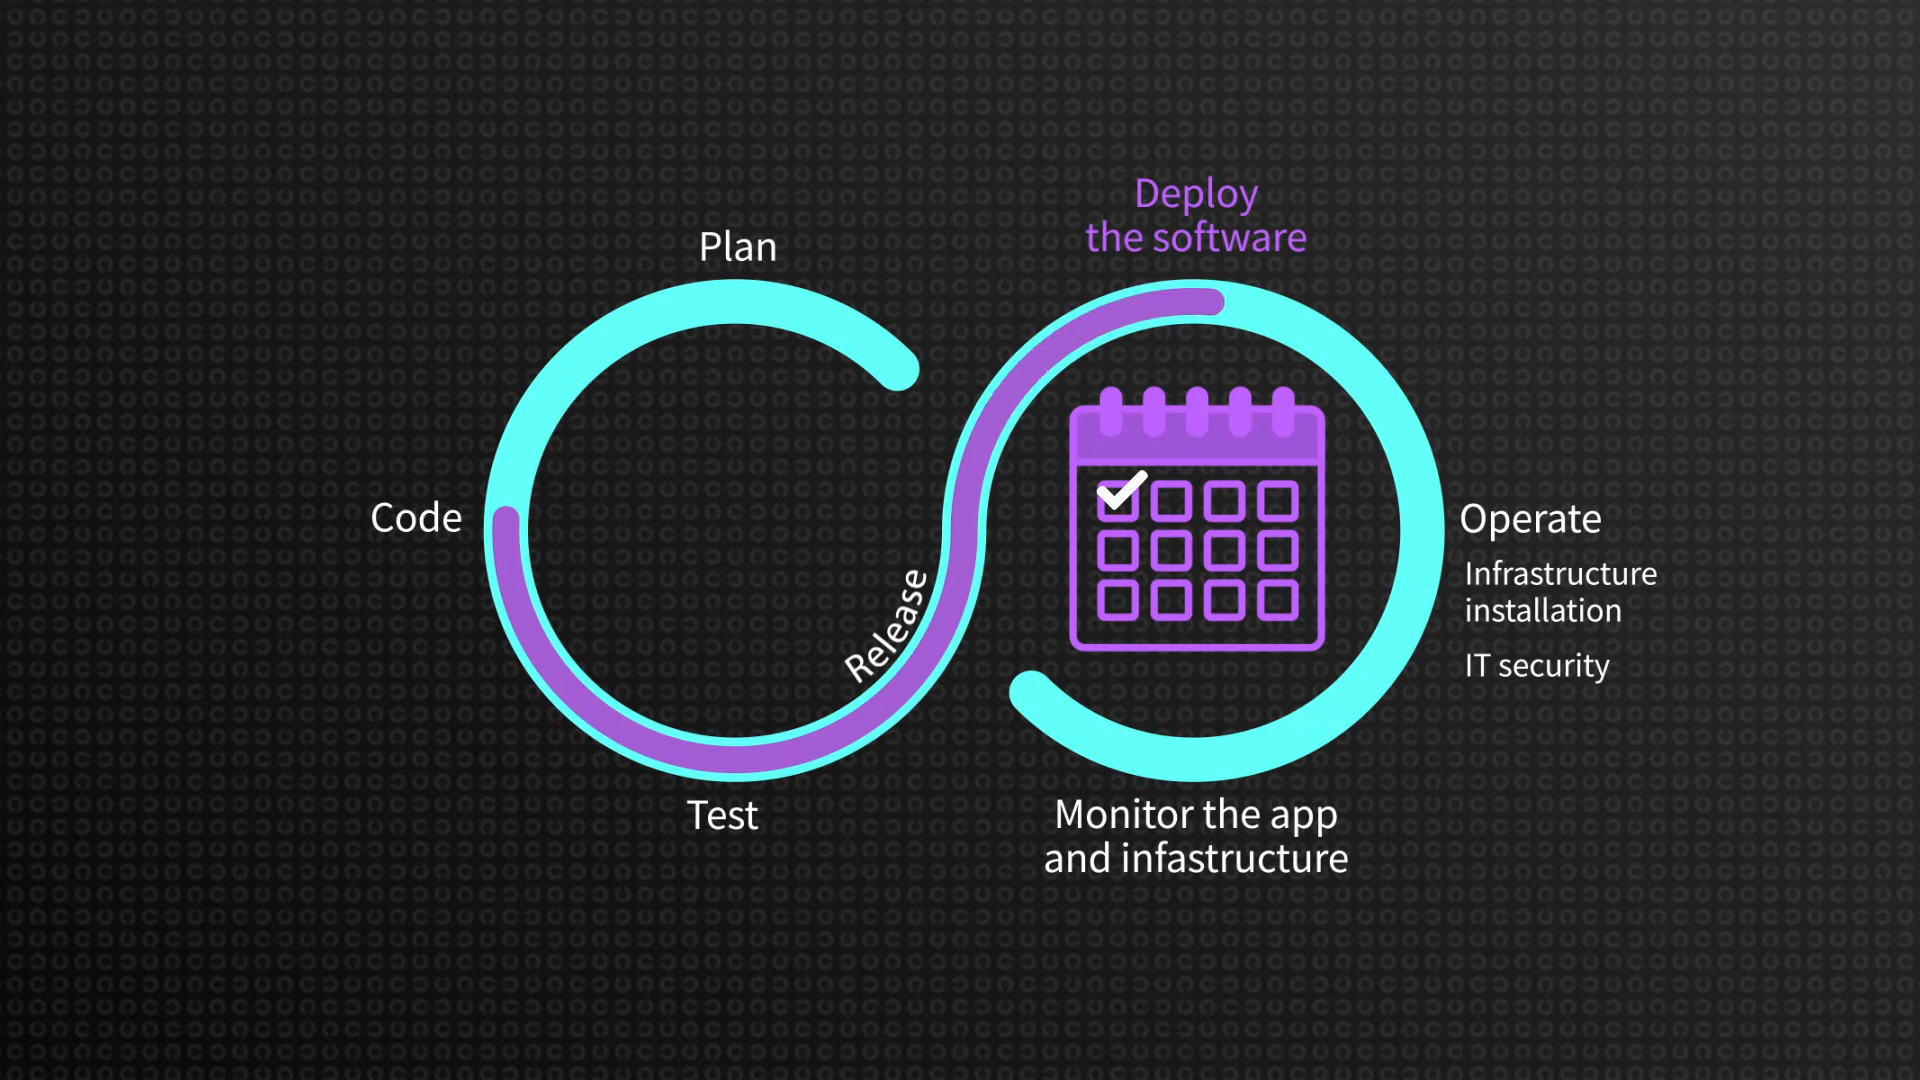 Plan
Code
Test
Release
Deploy
the software
Operate
Infrastructure
installation
IT security
Monitor the app
and infastructure